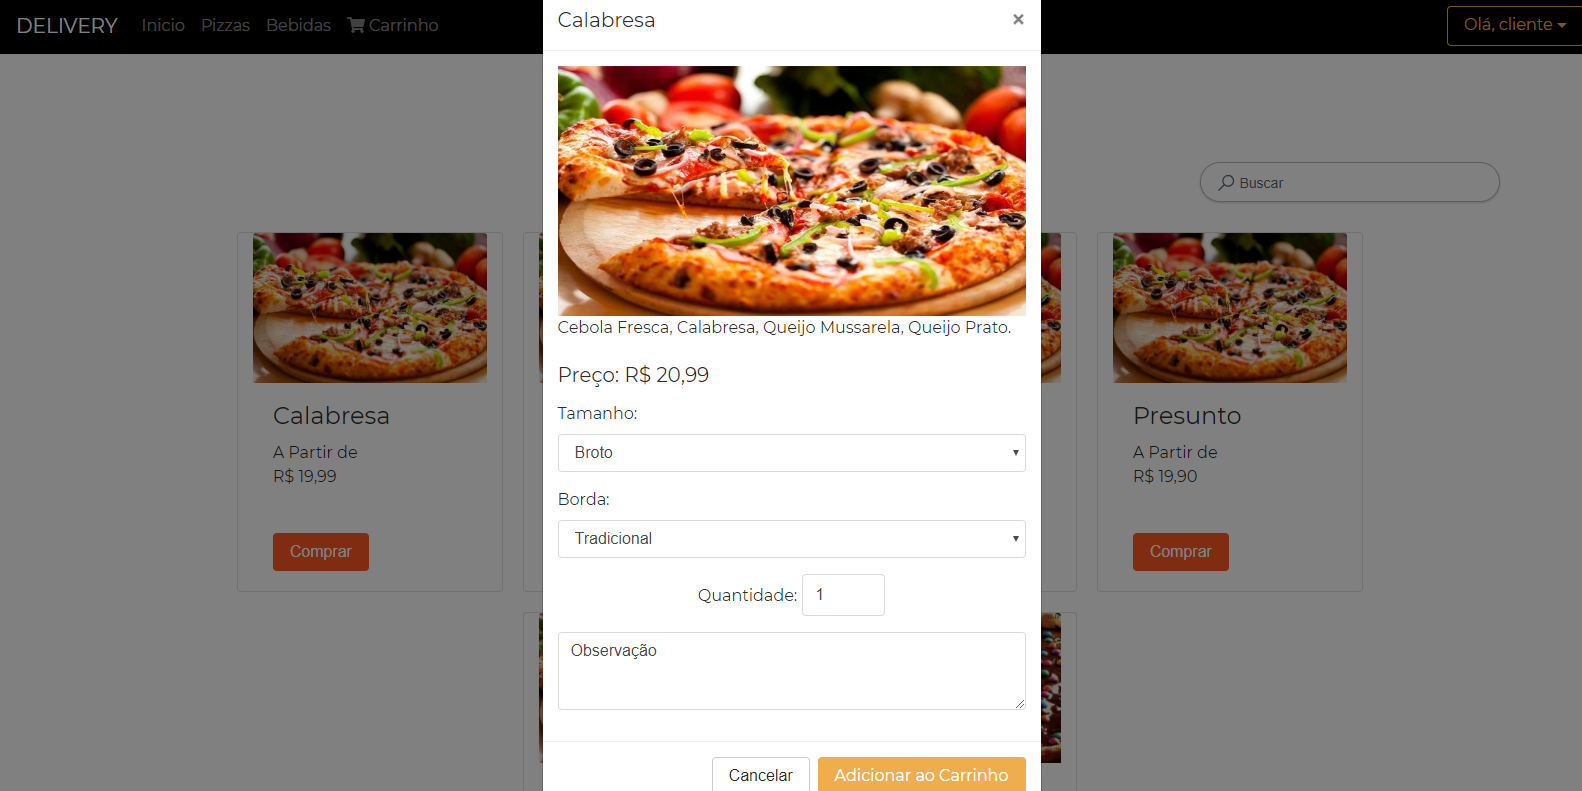 DELIVERY Inicio Pizzas Bebidas Carrinho
Olá, cliente
Buscar
Calabresa
A Partir de
R$ 19,99
Comprar
Presunto
A Partir de
R$ 19,90
Comprar
Calabresa ×
Cebola Fresca, Calabresa, Queijo Mussarela, Queijo Prato.
Preço: R$ 20,99
Tamanho:
Broto
Borda:
Tradicional
Quantidade: 1
Observação
Cancelar Adicionar ao Carrinho